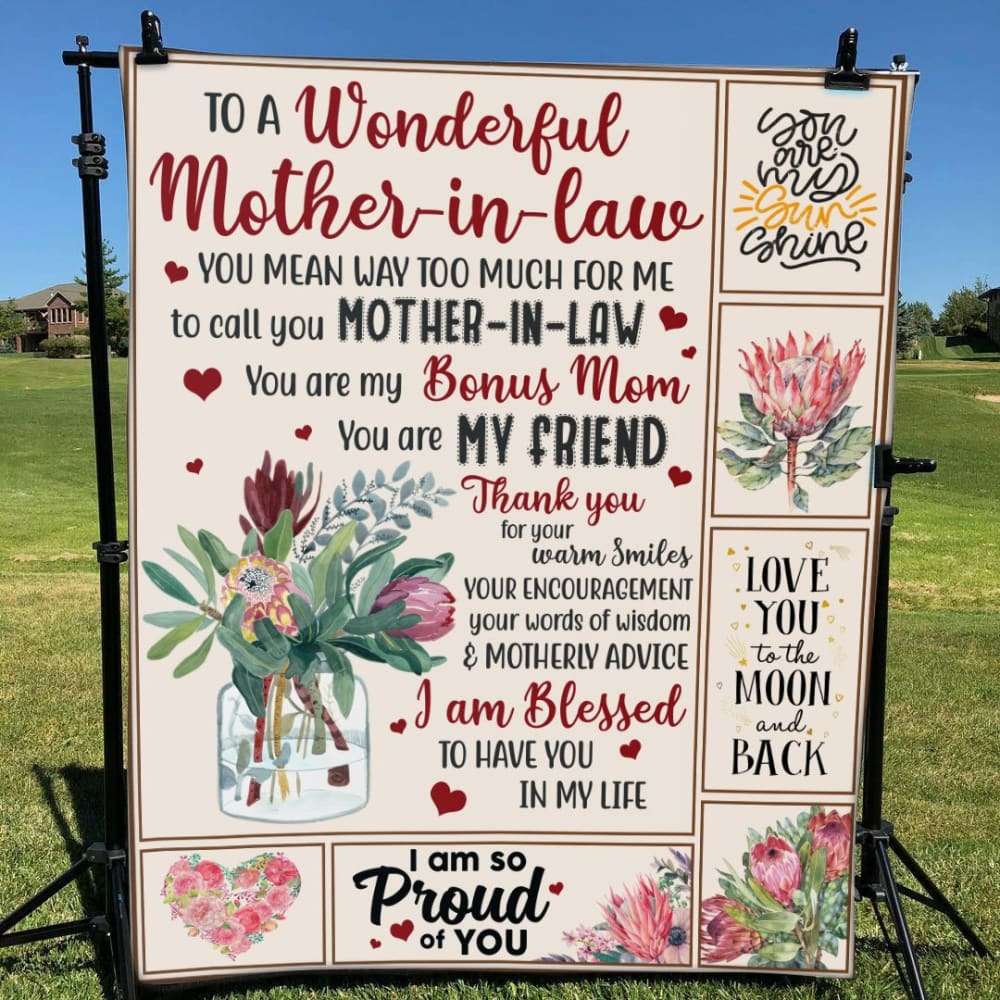 TO A Wonderful
Mother-in-law
YOU MEAN WAY TOO MUCH FOR ME
to call you MOTHER-IN-LAW
You are my Bonus Mom
You are MY FRIEND
Thank you
for your
warm Smiles
YOUR ENCOURAGEMENT
your words of wisdom
& MOTHERLY ADVICE
I am Blessed
TO HAVE YOU
IN MY LIFE
you
are
my
Sun
shine
LOVE
YOU
to the
MOON
and
BACK
I am so
Proud
of YOU